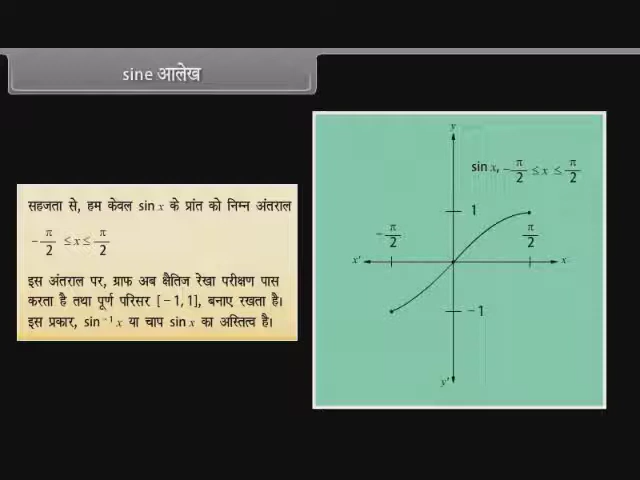 sine आलेख
सहजता से, हम केवल sin x के प्रांत को निम्न अंतराल
-π/2 ≤ x ≤ π/2
इस अंतराल पर, ग्राफ अब क्षैतिज रेखा परीक्षण पास
करता है तथा पूर्ण परिसर [-1, 1], बनाए रखता है।
इस प्रकार, sin⁻¹ x या चाप sin x का अस्तित्व है।
y
sin x, -π/2 ≤ x ≤ π/2
1
-π/2
π/2
x'
x
-1
y'